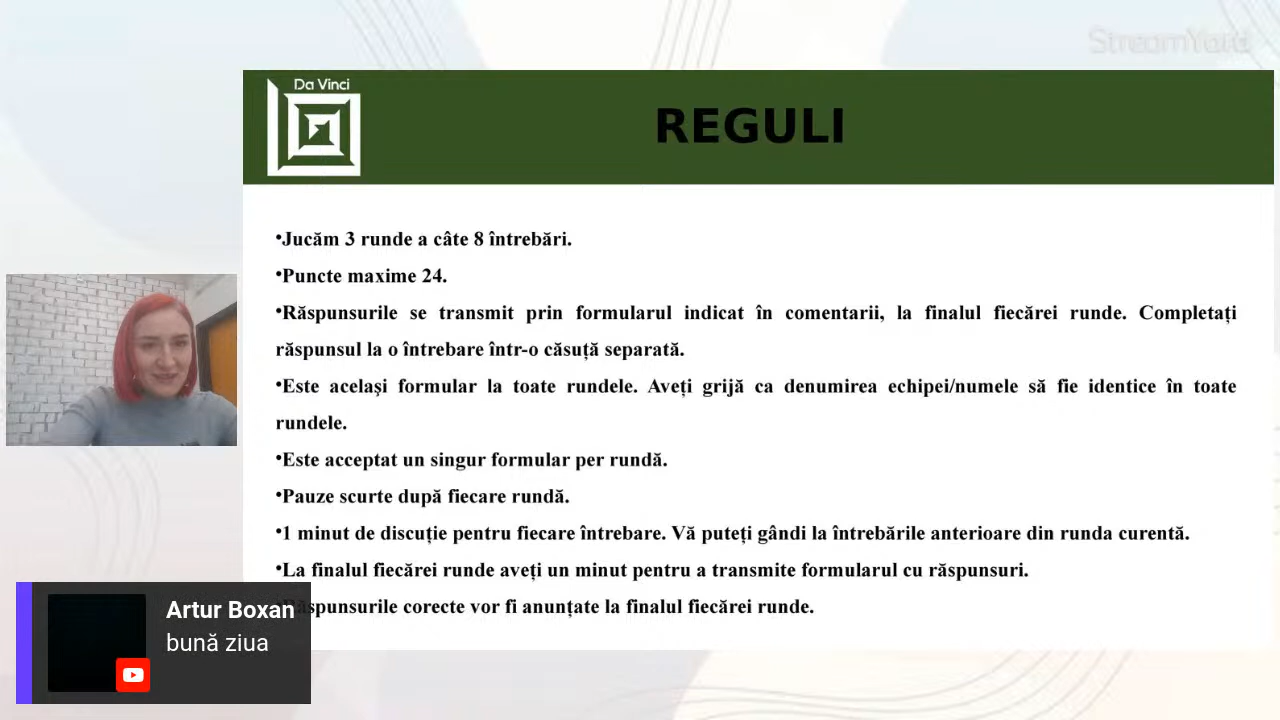 StreamYard
Da Vinci
REGULI
•Jucăm 3 runde a câte 8 întrebări.
•Puncte maxime 24.
•Răspunsurile se transmit prin formularul indicat în comentarii, la finalul fiecărei runde. Completați
răspunsul la o întrebare într-o căsuță separată.
•Este același formular la toate rundele. Aveți grijă ca denumirea echipei/numele să fie identice în toate
rundele.
•Este acceptat un singur formular per rundă.
•Pauze scurte după fiecare rundă.
•1 minut de discuție pentru fiecare întrebare. Vă puteți gândi la întrebările anterioare din runda curentă.
•La finalul fiecărei runde aveți un minut pentru a transmite formularul cu răspunsuri.
corecte vor fi anunțate la finalul fiecărei runde.
Artur Boxan
bună ziua